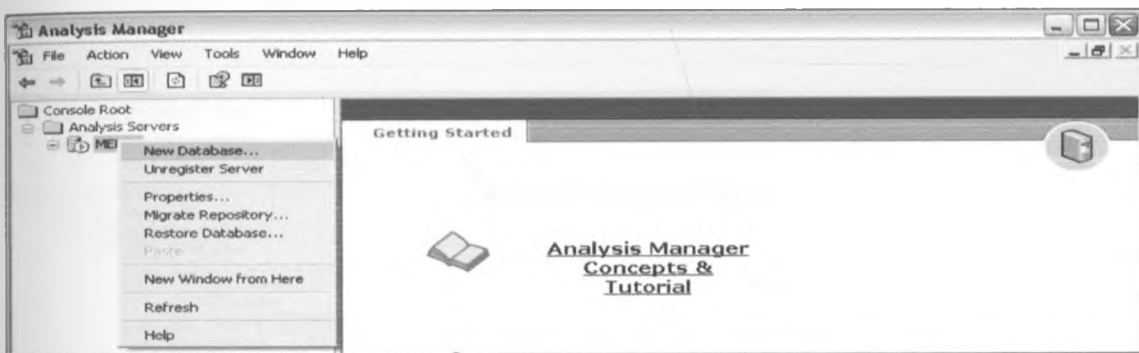 Analysis Manager
File Action View Tools Window Help
Console Root
Analysis Servers
New Database...
Unregister Server
Properties...
Migrate Repository...
Restore Database...
Paste
New Window from Here
Refresh
Help
Getting Started
Analysis Manager
Concepts &
Tutorial